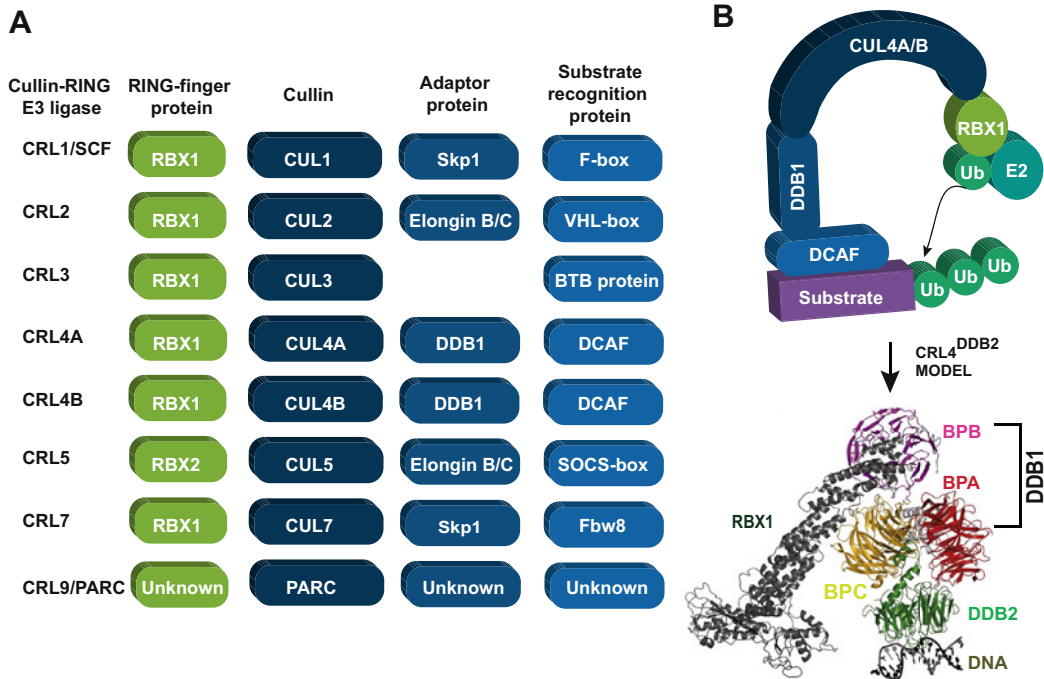 A
Cullin-RING
E3 ligase
RING-finger
protein
Cullin
Adaptor
protein
Substrate
recognition
protein
CRL1/SCF
RBX1
CUL1
Skp1
F-box
CRL2
RBX1
CUL2
Elongin B/C
VHL-box
CRL3
RBX1
CUL3
BTB protein
CRL4A
RBX1
CUL4A
DDB1
DCAF
CRL4B
RBX1
CUL4B
DDB1
DCAF
CRL5
RBX2
CUL5
Elongin B/C
SOCS-box
CRL7
RBX1
CUL7
Skp1
Fbw8
CRL9/PARC
Unknown
PARC
Unknown
Unknown
B
CUL4A/B
RBX1
Ub
E2
DDB1
DCAF
Substrate
Ub
Ub
Ub
CRL4DDB2
MODEL
BPB
BPA
DDB1
RBX1
BPC
DDB2
DNA